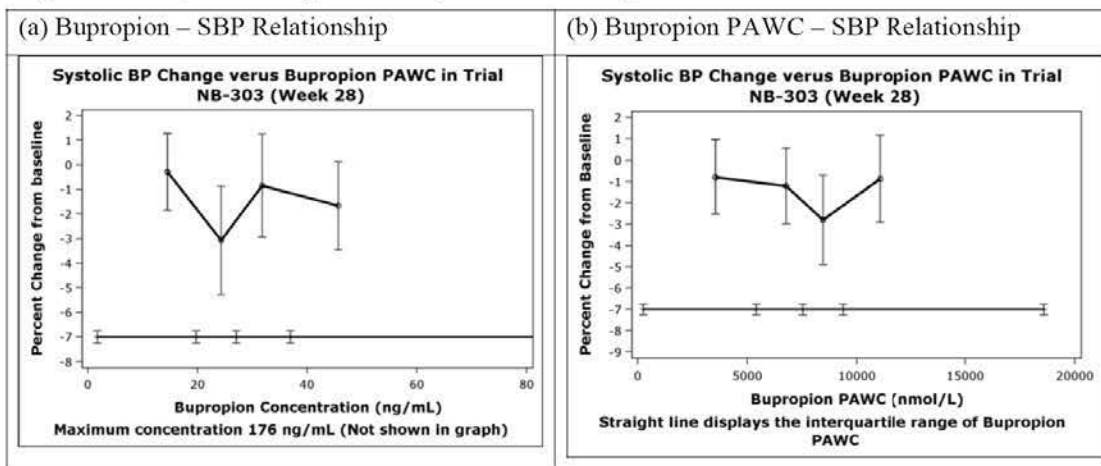 (a) Bupropion – SBP Relationship
Systolic BP Change versus Bupropion PAWC in Trial
NB-303 (Week 28)
Percent Change from baseline
2
1
0
-1
-2
-3
-4
-5
-6
-7
-8
0
20
40
60
80
Bupropion Concentration (ng/mL)
Maximum concentration 176 ng/mL (Not shown in graph)
(b) Bupropion PAWC – SBP Relationship
Systolic BP Change versus Bupropion PAWC in Trial
NB-303 (Week 28)
Percent Change from Baseline
2
1
0
-1
-2
-3
-4
-5
-6
-7
-8
-9
0
5000
10000
15000
20000
Bupropion PAWC (nmol/L)
Straight line displays the interquartile range of Bupropion
PAWC